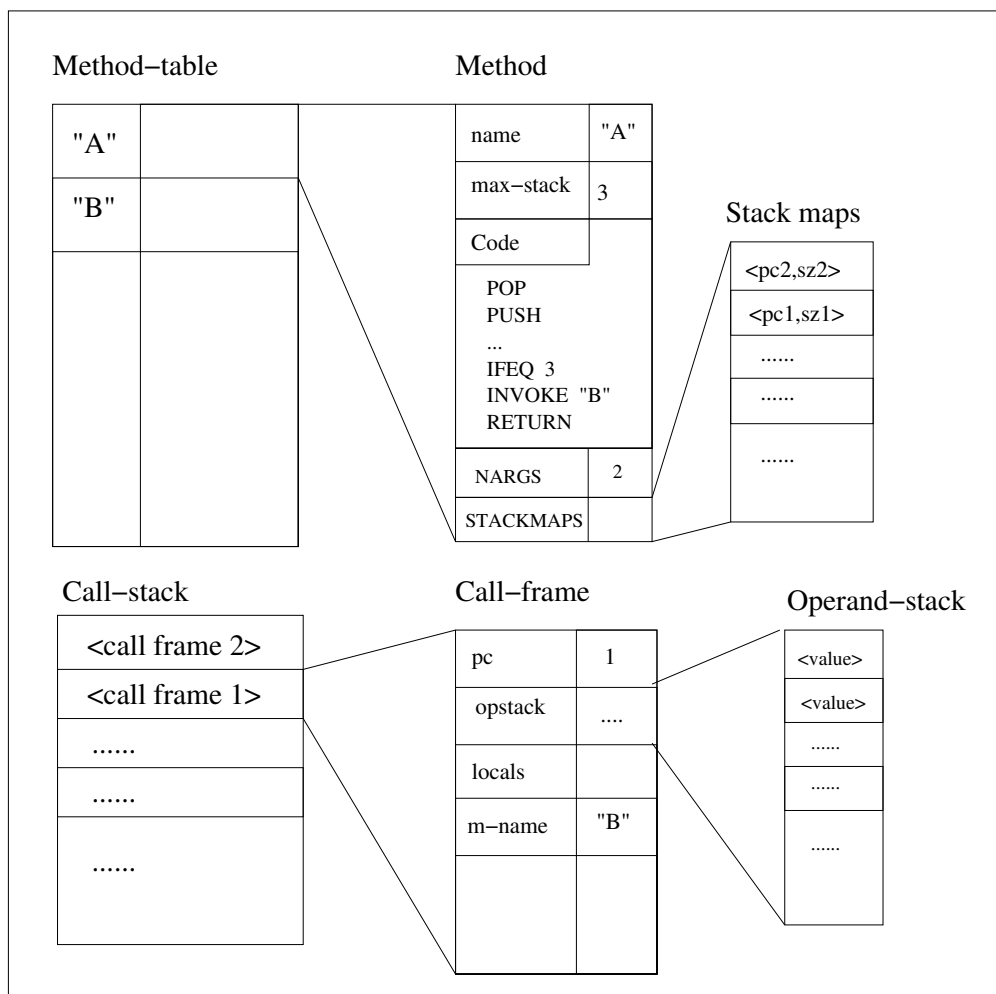 Method−table
"A"
"B"
Method
name "A"
max−stack 3
Code
POP
PUSH
...
IFEQ 3
INVOKE "B"
RETURN
NARGS 2
STACKMAPS
Stack maps
<pc2,sz2>
<pc1,sz1>
......
......
......
Call−stack
<call frame 2>
<call frame 1>
......
......
......
Call−frame
pc 1
opstack ....
locals
m−name "B"
Operand−stack
<value>
<value>
......
......
......